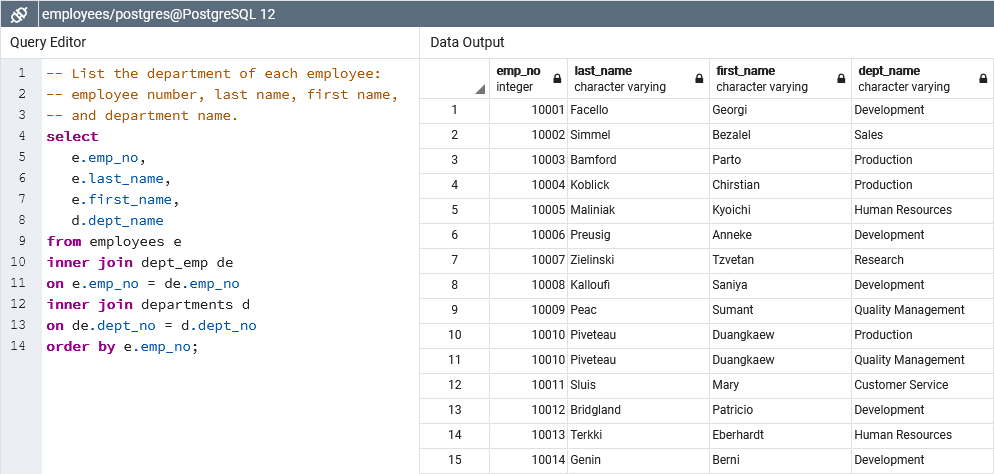 employees/postgres@PostgreSQL 12
Query Editor
1 -- List the department of each employee:
2 -- employee number, last name, first name,
3 -- and department name.
4 select
5 e.emp_no,
6 e.last_name,
7 e.first_name,
8 d.dept_name
9 from employees e
10 inner join dept_emp de
11 on e.emp_no = de.emp_no
12 inner join departments d
13 on de.dept_no = d.dept_no
14 order by e.emp_no;
Data Output
emp_no last_name first_name dept_name
integer character varying character varying character varying
1 10001 Facello Georgi Development
2 10002 Simmel Bezalel Sales
3 10003 Bamford Parto Production
4 10004 Koblick Chirstian Production
5 10005 Maliniak Kyoichi Human Resources
6 10006 Preusig Anneke Development
7 10007 Zielinski Tzvetan Research
8 10008 Kalloufi Saniya Development
9 10009 Peac Sumant Quality Management
10 10010 Piveteau Duangkaew Production
11 10010 Piveteau Duangkaew Quality Management
12 10011 Sluis Mary Customer Service
13 10012 Bridgland Patricio Development
14 10013 Terkki Eberhardt Human Resources
15 10014 Genin Berni Development